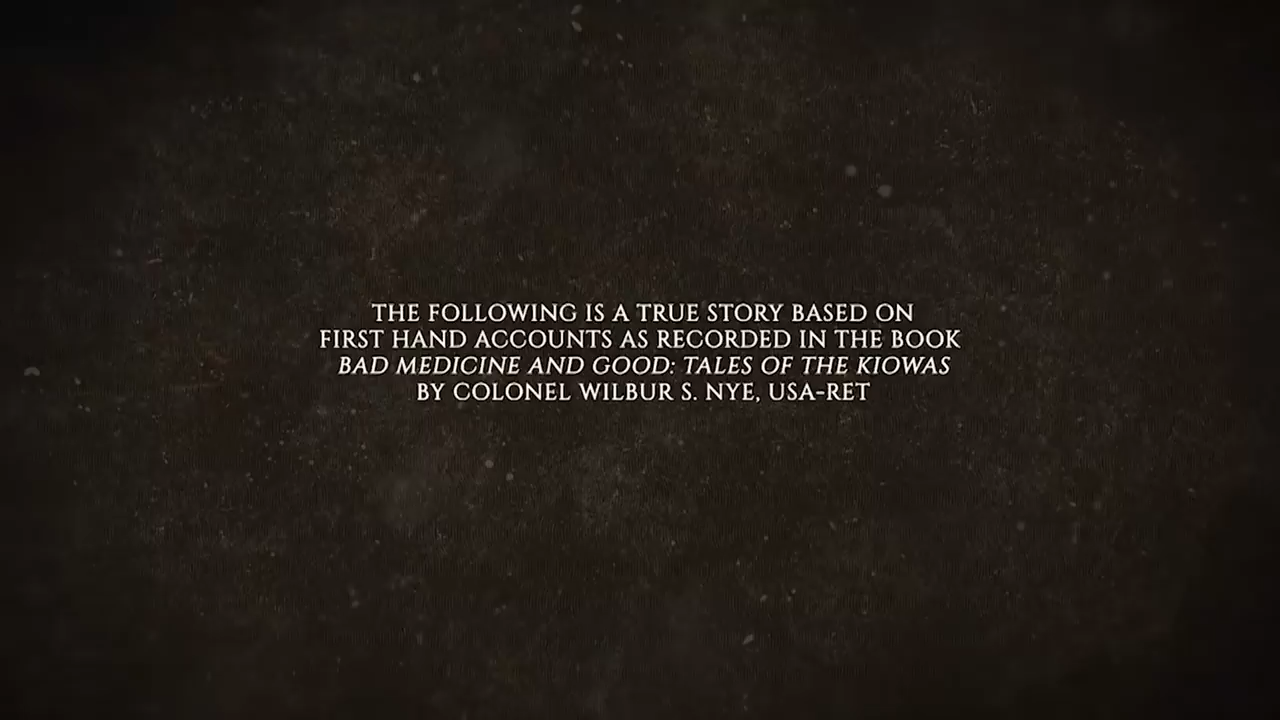 THE FOLLOWING IS A TRUE STORY BASED ON
FIRST HAND ACCOUNTS AS RECORDED IN THE BOOK
BAD MEDICINE AND GOOD: TALES OF THE KIOWAS
BY COLONEL WILBUR S. NYE, USA-RET